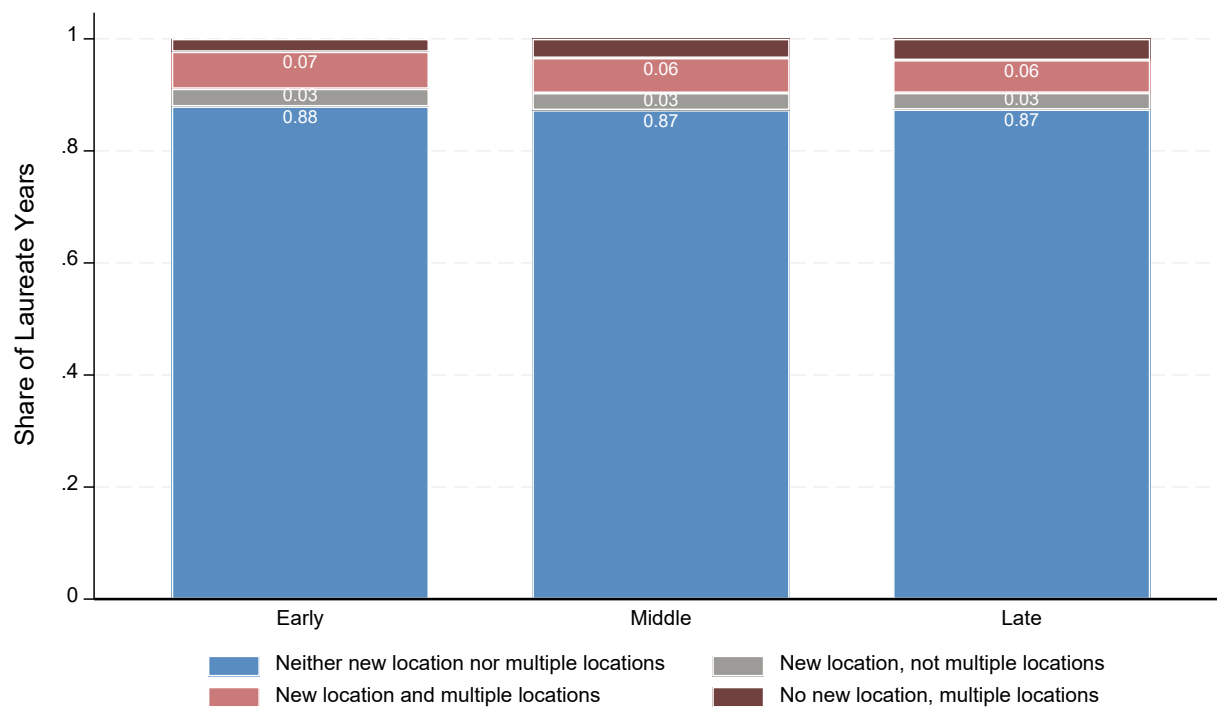 Share of Laureate Years
1
.8
.6
.4
.2
0
0.07
0.03
0.88
0.06
0.03
0.87
0.06
0.03
0.87
Early Middle Late
Neither new location nor multiple locations
New location, not multiple locations
New location and multiple locations
No new location, multiple locations